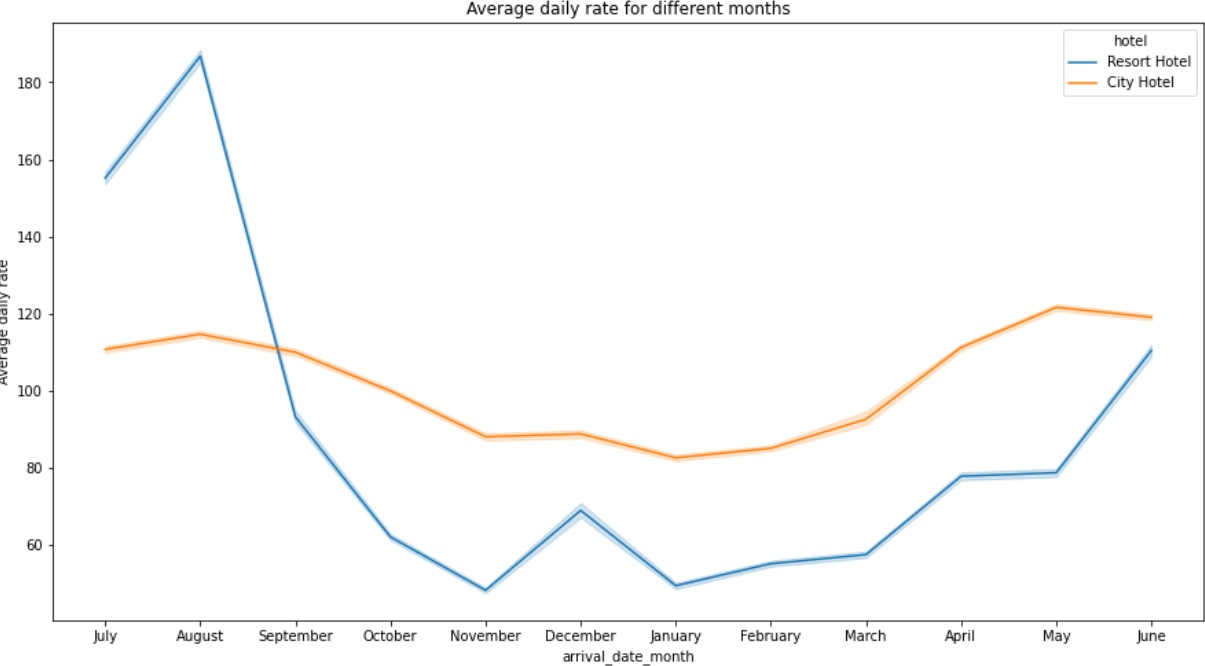 Average daily rate for different months
hotel
Resort Hotel
City Hotel
Average daily rate
180
160
140
120
100
80
60
July August September October November December January February March April May June
arrival_date_month